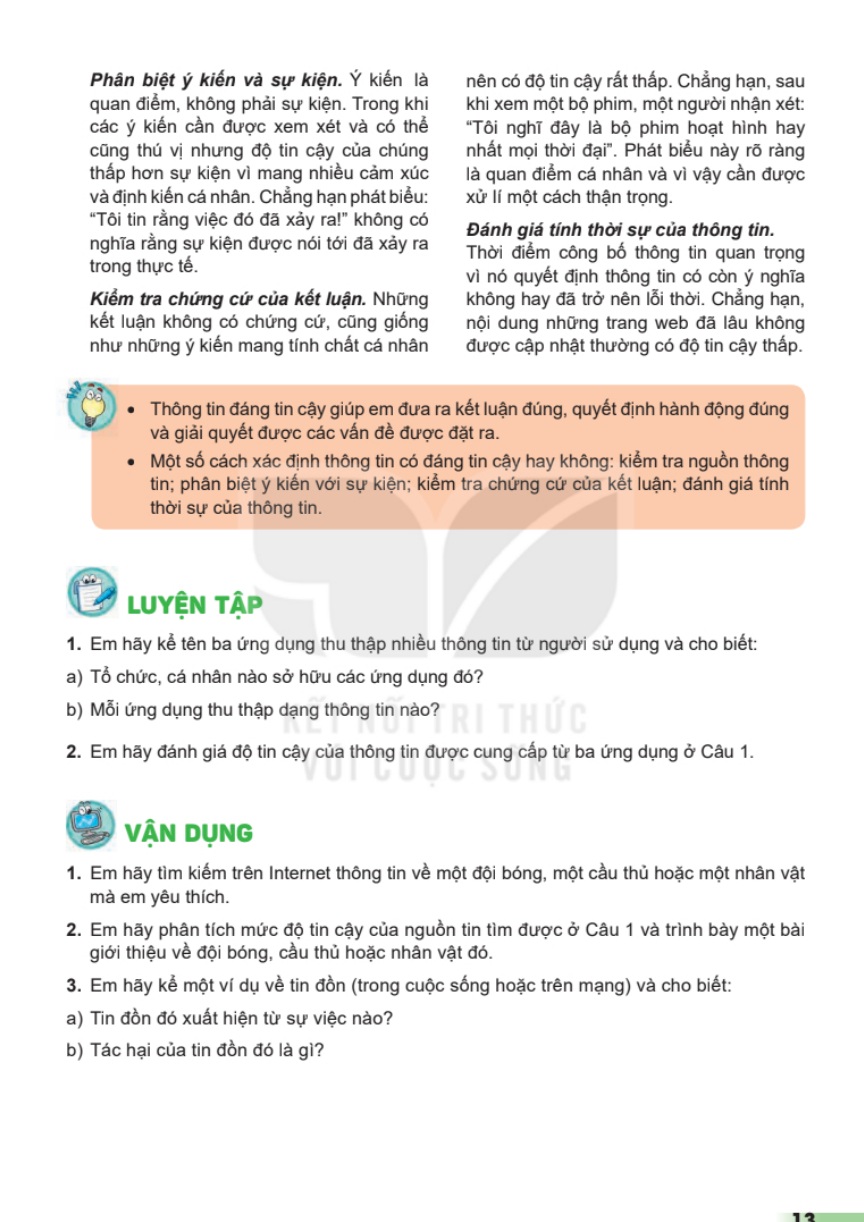 Phân biệt ý kiến và sự kiện. Ý kiến là
quan điểm, không phải sự kiện. Trong khi
các ý kiến cần được xem xét và có thể
cũng thú vị nhưng độ tin cậy của chúng
thấp hơn sự kiện vì mang nhiều cảm xúc
và định kiến cá nhân. Chẳng hạn phát biểu:
“Tôi tin rằng việc đó đã xảy ra!” không có
nghĩa rằng sự kiện được nói tới đã xảy ra
trong thực tế.
Kiểm tra chứng cứ của kết luận. Những
kết luận không có chứng cứ, cũng giống
như những ý kiến mang tính chất cá nhân
nên có độ tin cậy rất thấp. Chẳng hạn, sau
khi xem một bộ phim, một người nhận xét:
“Tôi nghĩ đây là bộ phim hoạt hình hay
nhất mọi thời đại”. Phát biểu này rõ ràng
là quan điểm cá nhân và vì vậy cần được
xử lí một cách thận trọng.
Đánh giá tính thời sự của thông tin.
Thời điểm công bố thông tin quan trọng
vì nó quyết định thông tin có còn ý nghĩa
không hay đã trở nên lỗi thời. Chẳng hạn,
nội dung những trang web đã lâu không
được cập nhật thường có độ tin cậy thấp.
• Thông tin đáng tin cậy giúp em đưa ra kết luận đúng, quyết định hành động đúng
và giải quyết được các vấn đề được đặt ra.
• Một số cách xác định thông tin có đáng tin cậy hay không: kiểm tra nguồn thông
tin; phân biệt ý kiến với sự kiện; kiểm tra chứng cứ của kết luận; đánh giá tính
thời sự của thông tin.
LUYỆN TẬP
1. Em hãy kể tên ba ứng dụng thu thập nhiều thông tin từ người sử dụng và cho biết:
a) Tổ chức, cá nhân nào sở hữu các ứng dụng đó?
b) Mỗi ứng dụng thu thập dạng thông tin nào?
KẾT NỐI TRI THỨC
2. Em hãy đánh giá độ tin cậy của thông tin được cung cấp từ ba ứng dụng ở Câu 1.
VỚI CUỘC SỐNG
VẬN DỤNG
1. Em hãy tìm kiếm trên Internet thông tin về một đội bóng, một cầu thủ hoặc một nhân vật
mà em yêu thích.
2. Em hãy phân tích mức độ tin cậy của nguồn tin tìm được ở Câu 1 và trình bày một bài
giới thiệu về đội bóng, cầu thủ hoặc nhân vật đó.
3. Em hãy kể một ví dụ về tin đồn (trong cuộc sống hoặc trên mạng) và cho biết:
a) Tin đồn đó xuất hiện từ sự việc nào?
b) Tác hại của tin đồn đó là gì?
13